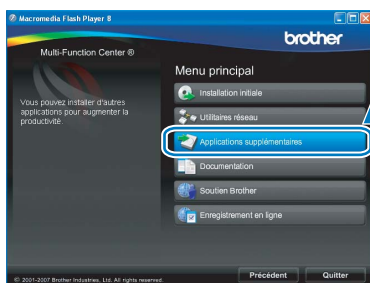 Macromedia Flash Player 8
brother
Multi-Function Center ®
Menu principal
Vous pouvez installer d'autres
applications pour augmenter la
productivité.
Installation initiale
Utilitaires réseau
Applications supplémentaires
Documentation
Soutien Brother
Enregistrement en ligne
© 2001-2007 Brother Industries, Ltd. All rights reserved.
Précédent
Quitter